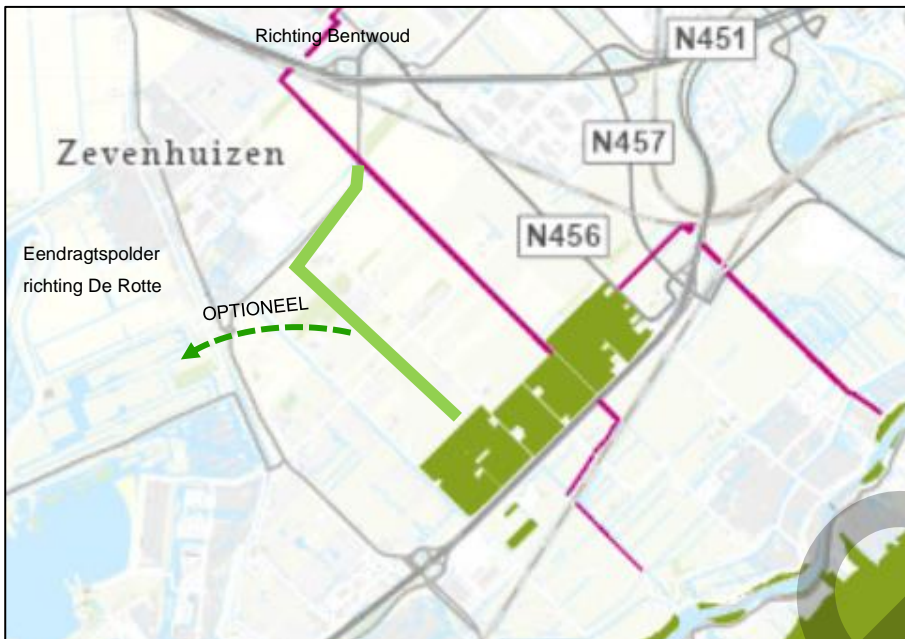 Richting Bentwoud
N451
Zevenhuizen
N457
N456
Eendragtspolder
richting De Rotte
OPTIONEEL